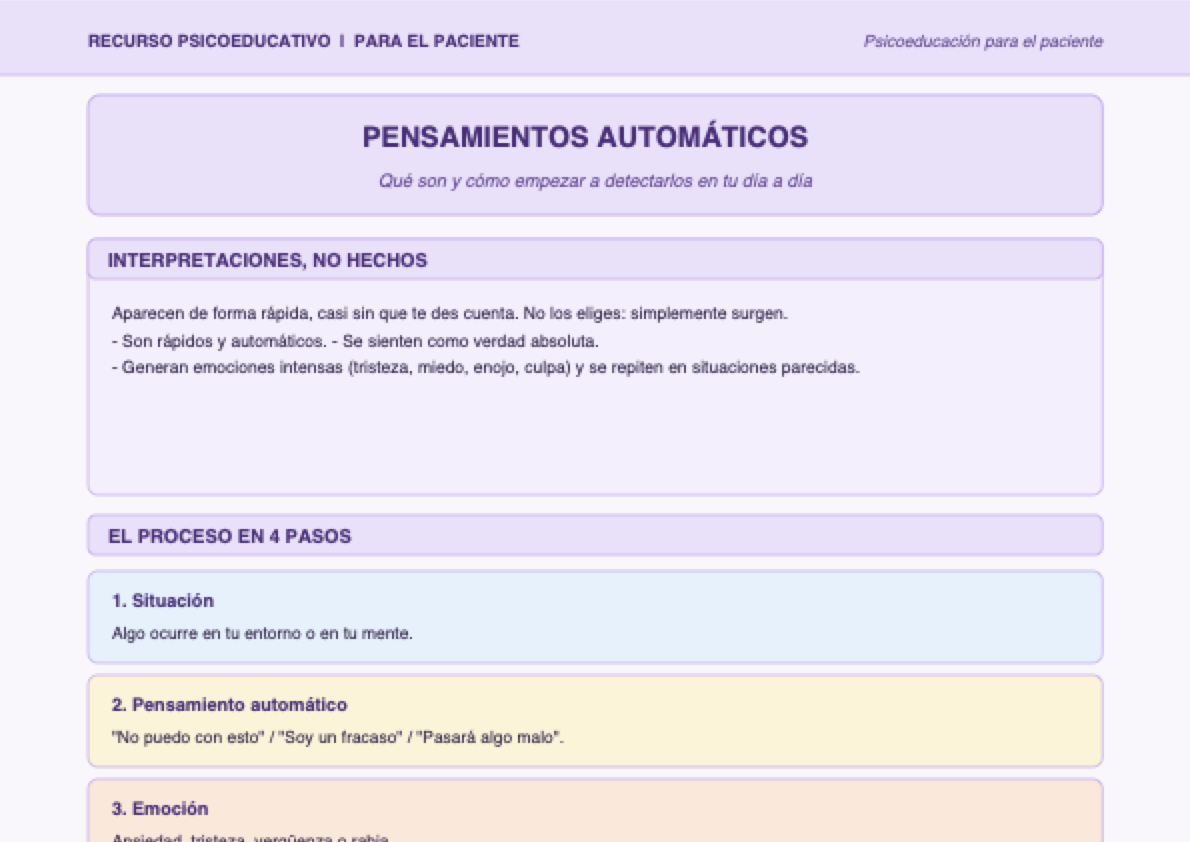 RECURSO PSICOEDUCATIVO | PARA EL PACIENTE
Psicoeducación para el paciente
PENSAMIENTOS AUTOMÁTICOS
Qué son y cómo empezar a detectarlos en tu día a día
INTERPRETACIONES, NO HECHOS
Aparecen de forma rápida, casi sin que te des cuenta. No los eliges: simplemente surgen.
- Son rápidos y automáticos. - Se sienten como verdad absoluta.
- Generan emociones intensas (tristeza, miedo, enojo, culpa) y se repiten en situaciones parecidas.
EL PROCESO EN 4 PASOS
1. Situación
Algo ocurre en tu entorno o en tu mente.
2. Pensamiento automático
"No puedo con esto" / "Soy un fracaso" / "Pasará algo malo".
3. Emoción
Ansiedad, tristeza, vergüenza o rabia.